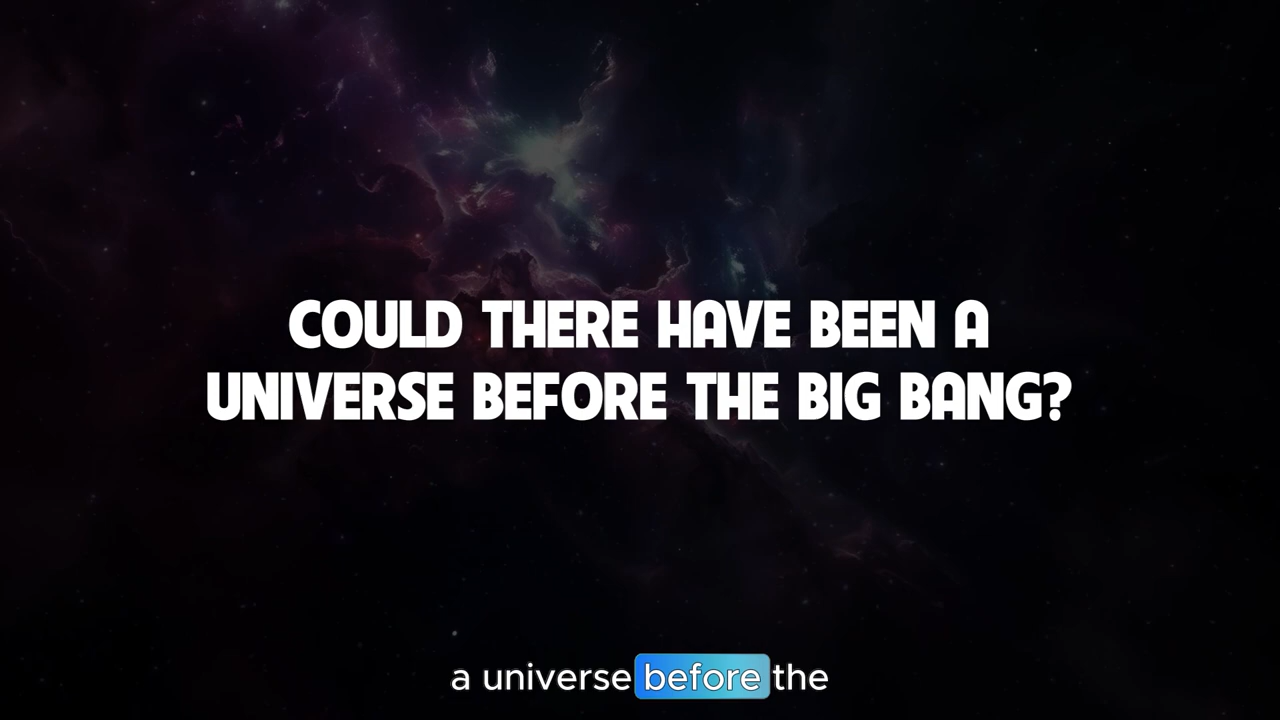 COULD THERE HAVE BEEN A
UNIVERSE BEFORE THE BIG BANG?
a universe before the